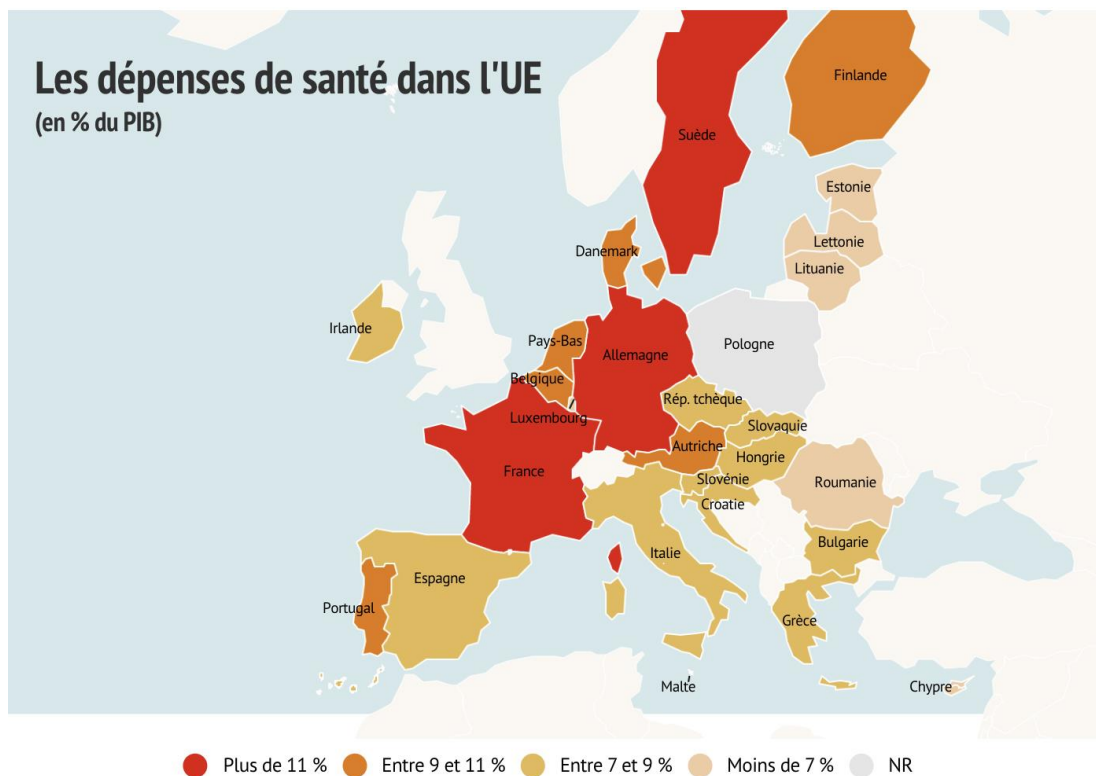 Les dépenses de santé dans l'UE
(en % du PIB)
Finlande
Suède
Estonie
Lettonie
Lituanie
Danemark
Irlande
Pays-Bas
Allemagne
Pologne
Belgique
Luxembourg
Rép. tchèque
Slovaquie
Autriche
Hongrie
France
Slovénie
Roumanie
Croatie
Bulgarie
Italie
Espagne
Portugal
Grèce
Malte
Chypre
Plus de 11 %
Entre 9 et 11 %
Entre 7 et 9 %
Moins de 7 %
NR